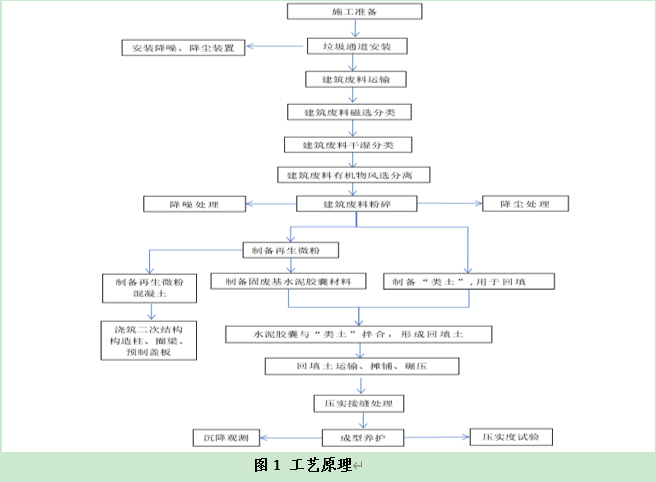 施工准备
安装降噪、降尘装置
垃圾通道安装
建筑废料运输
建筑废料磁选分类
建筑废料干湿分类
建筑废料有机物风选分离
降噪处理
建筑废料粉碎
降尘处理
制备再生微粉
制备再生微粉
混凝土
制备固废基水泥胶囊材料
制备“类土”,用于回填
浇筑二次结构
构造柱、圈梁、
预制盖板
水泥胶囊与“类土”拌合，形成回填土
回填土运输、摊铺、碾压
压实接缝处理
沉降观测
成型养护
压实度试验
图 1 工艺原理